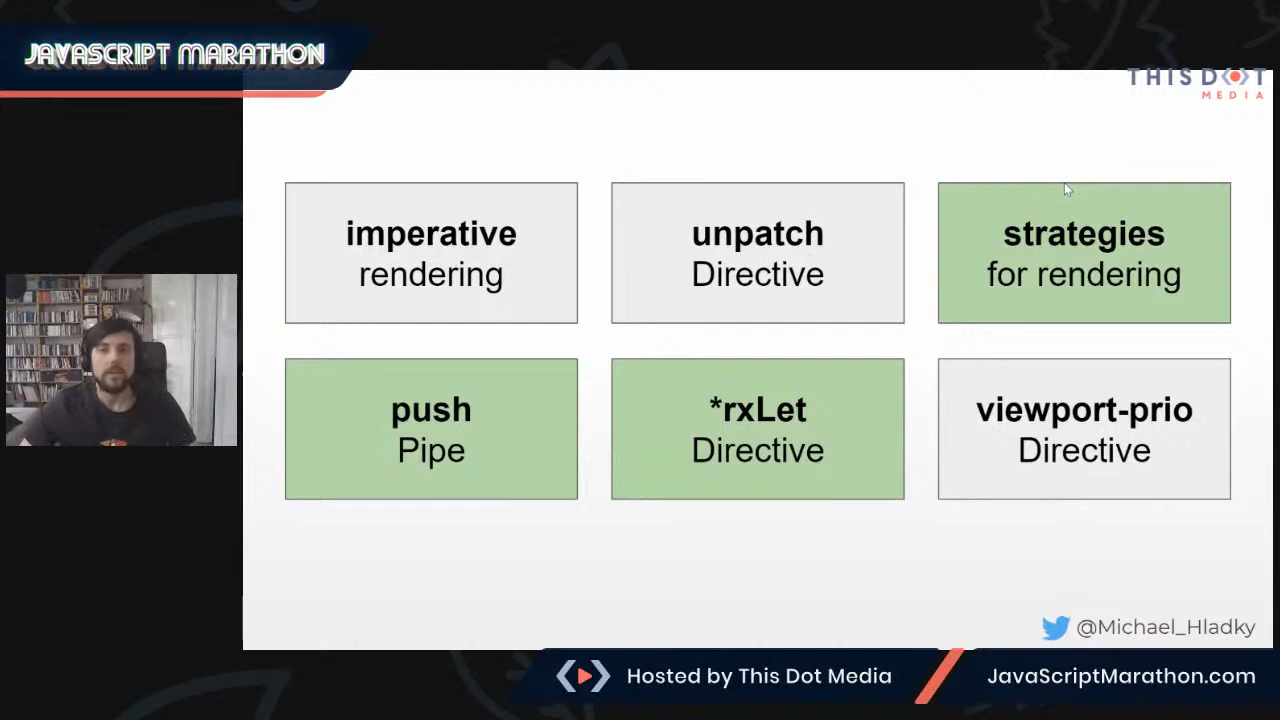 JAVASCRIPT MARATHON
THIS DOT
MEDIA
imperative
rendering
unpatch
Directive
strategies
for rendering
push
Pipe
*rxLet
Directive
viewport-prio
Directive
@Michael_Hladky
Hosted by This Dot Media
JavaScriptMarathon.com